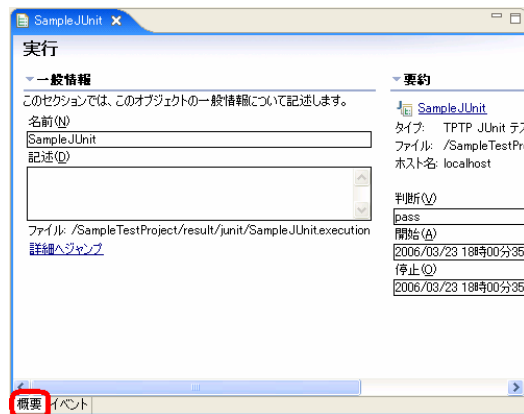 SampleJUnit
実行
一般情報
このセクションでは、このオブジェクトの一般情報について記述します。
名前(N)
SampleJUnit
記述(D)
ファイル: /SampleTestProject/result/junit/SampleJUnit.execution
詳細へジャンプ
要約
SampleJUnit
タイプ: TPTP JUnit テス
ファイル: /SampleTestPr
ホスト名: localhost
判断(V)
pass
開始(A)
2006/03/23 18時00分35
停止(O)
2006/03/23 18時00分35
概要 イベント